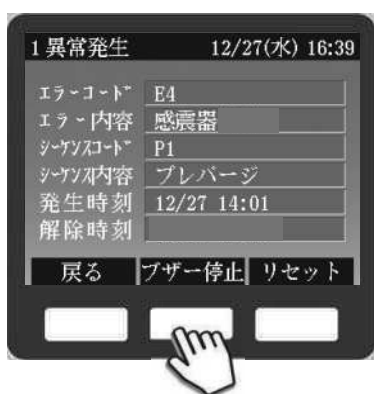 1 異常発生 12/27(水) 16:39
エラーコード E4
エラー内容 感震器
シーケンスコード P1
シーケンス内容 プレパージ
発生時刻 12/27 14:01
解除時刻
戻る ブザー停止 リセット